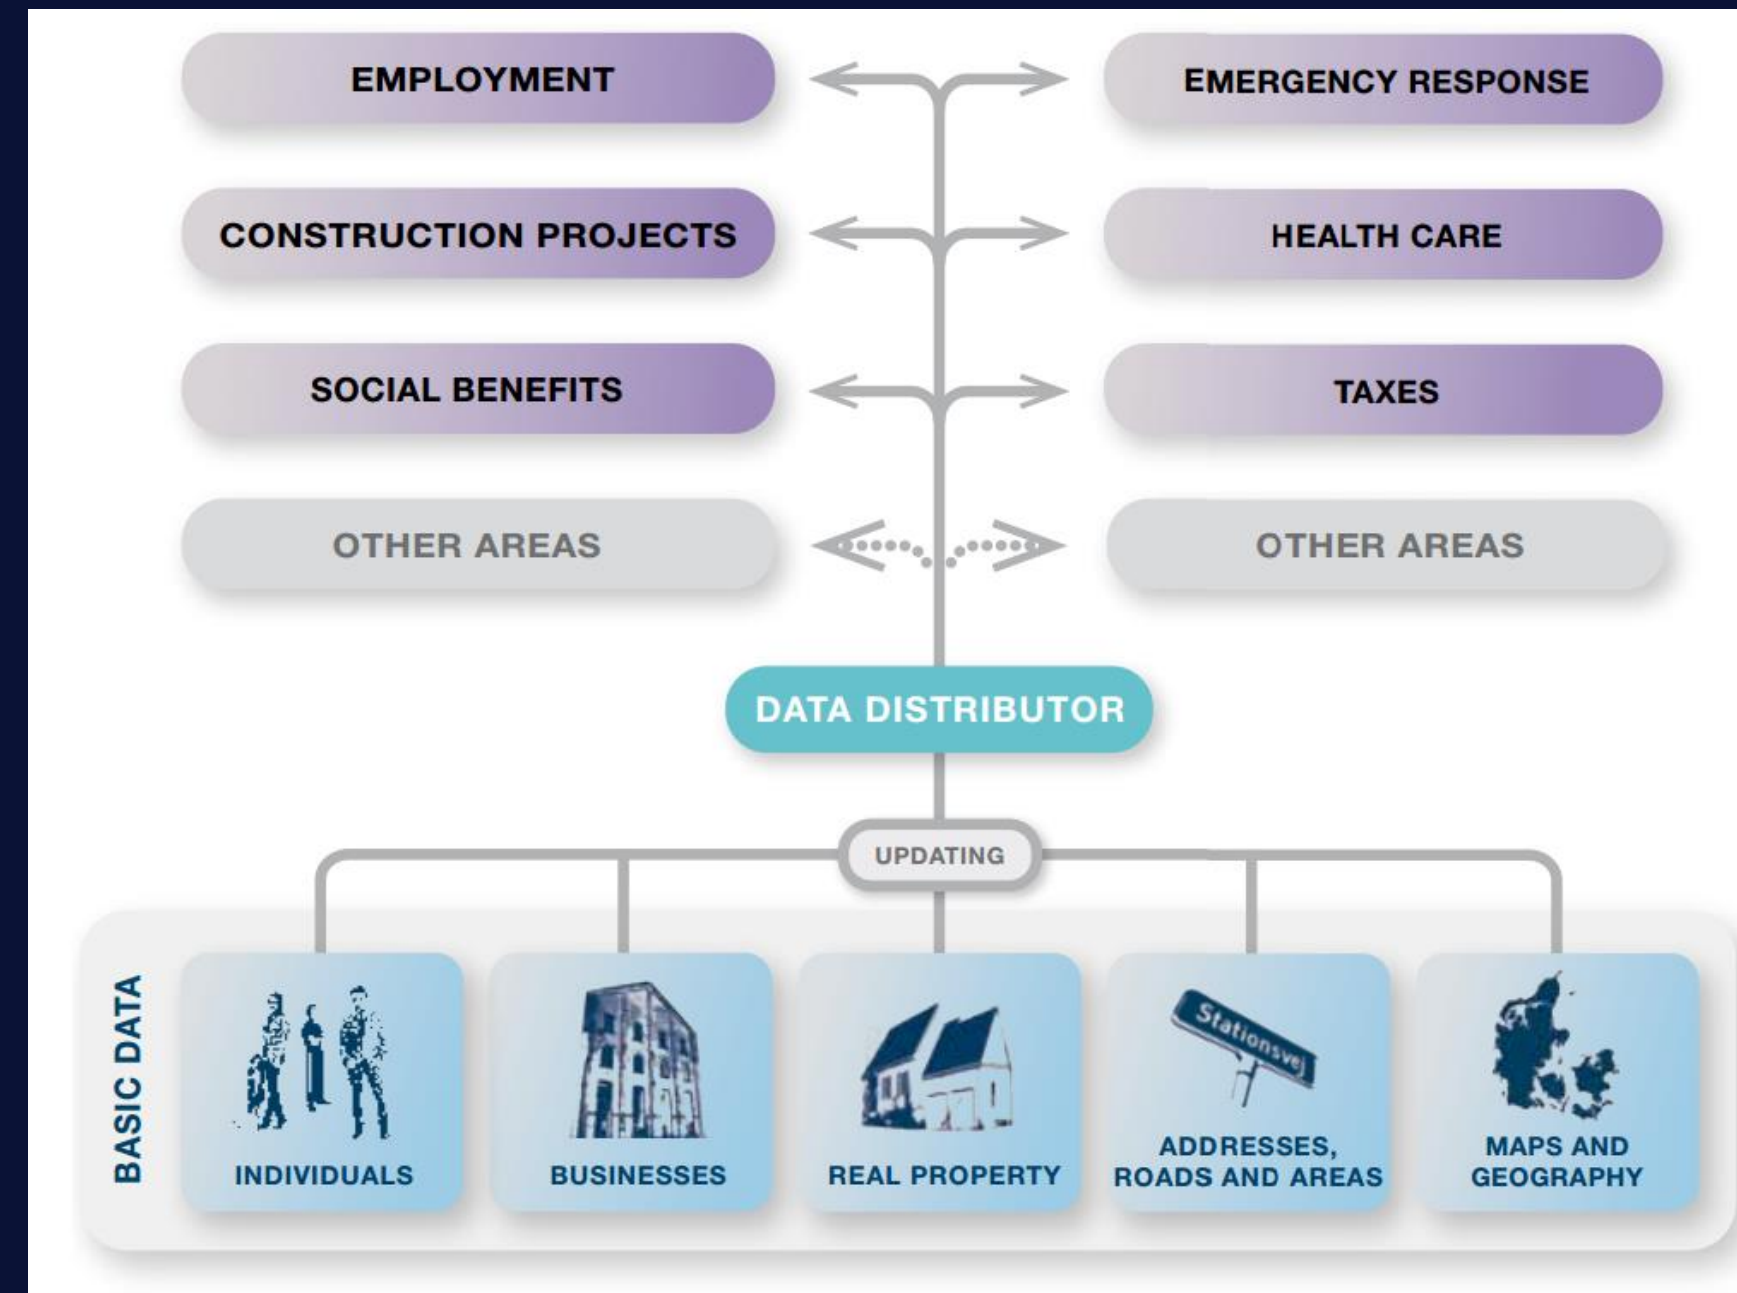 EMPLOYMENT
EMERGENCY RESPONSE
CONSTRUCTION PROJECTS
HEALTH CARE
SOCIAL BENEFITS
TAXES
OTHER AREAS
OTHER AREAS
DATA DISTRIBUTOR
UPDATING
BASIC DATA
Stationsvej
INDIVIDUALS
BUSINESSES
REAL PROPERTY
ADDRESSES,
ROADS AND AREAS
MAPS AND
GEOGRAPHY